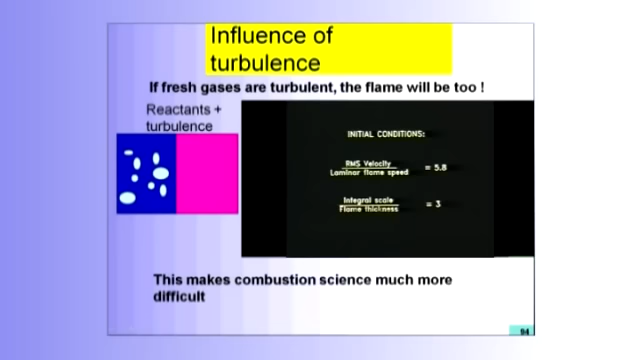 Influence of
turbulence
If fresh gases are turbulent, the flame will be too !
Reactants +
turbulence
INITIAL CONDITIONS:
RMS Velocity
Laminar flame speed
= 5.8
Integral scale
Flame thickness
= 3
This makes combustion science much more
difficult
94